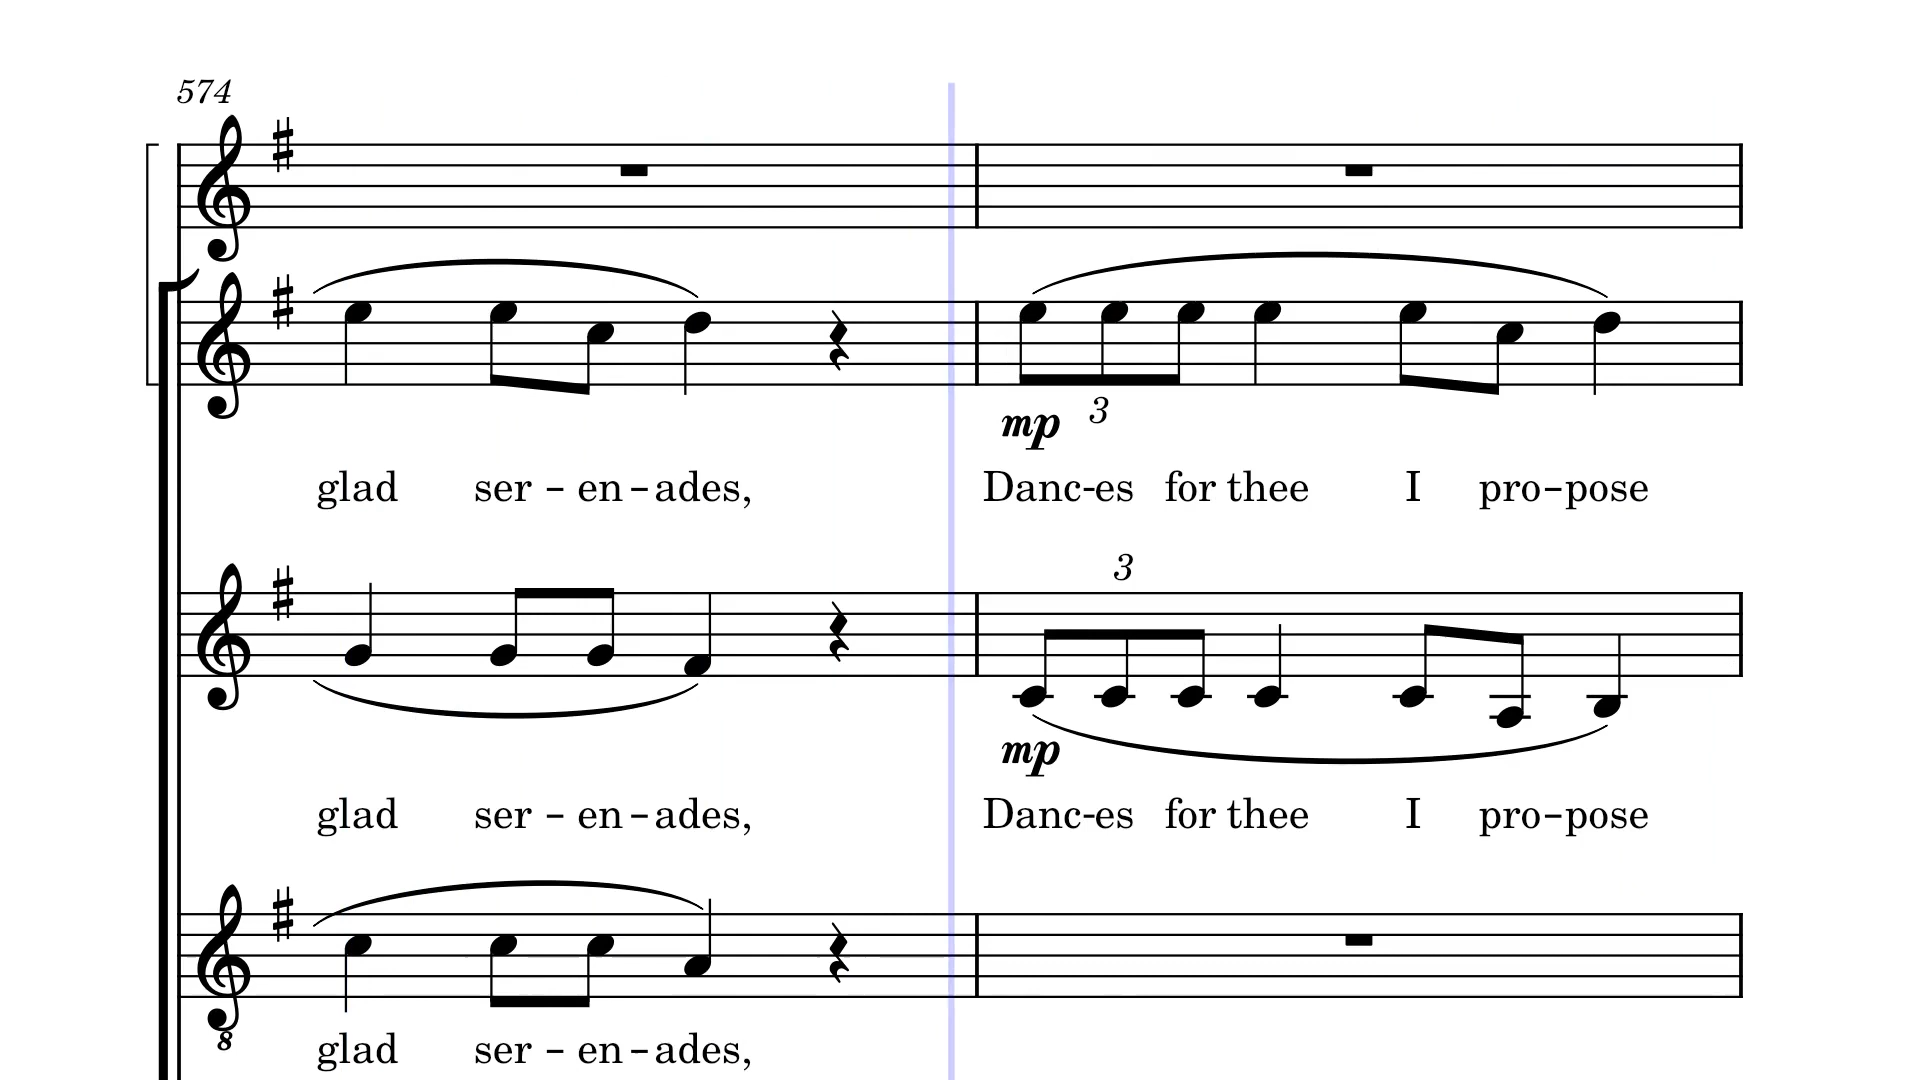 574
mp 3
glad ser - en - ades, Danc - es for thee I pro - pose
3
mp
glad ser - en - ades, Danc - es for thee I pro - pose
8
glad ser - en - ades,